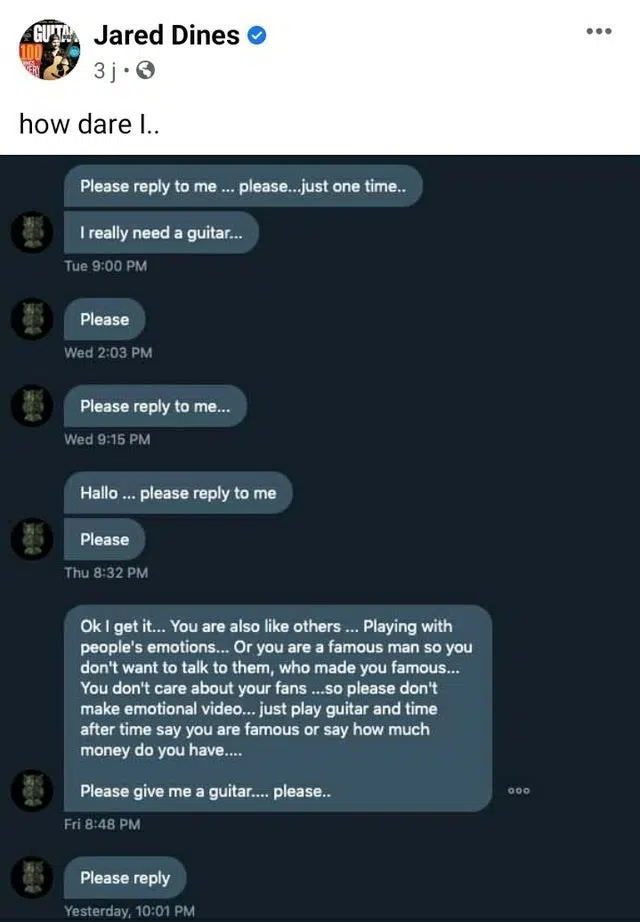 GUITAR
100
Jared Dines
3 j
how dare I..
Please reply to me ... please...just one time..
I really need a guitar...
Tue 9:00 PM
Please
Wed 2:03 PM
Please reply to me...
Wed 9:15 PM
Hallo ... please reply to me
Please
Thu 8:32 PM
Ok I get it... You are also like others ... Playing with
people's emotions... Or you are a famous man so you
don't want to talk to them, who made you famous...
You don't care about your fans ...so please don't
make emotional video... just play guitar and time
after time say you are famous or say how much
money do you have....
Please give me a guitar.... please..
Fri 8:48 PM
Please reply
Yesterday, 10:01 PM